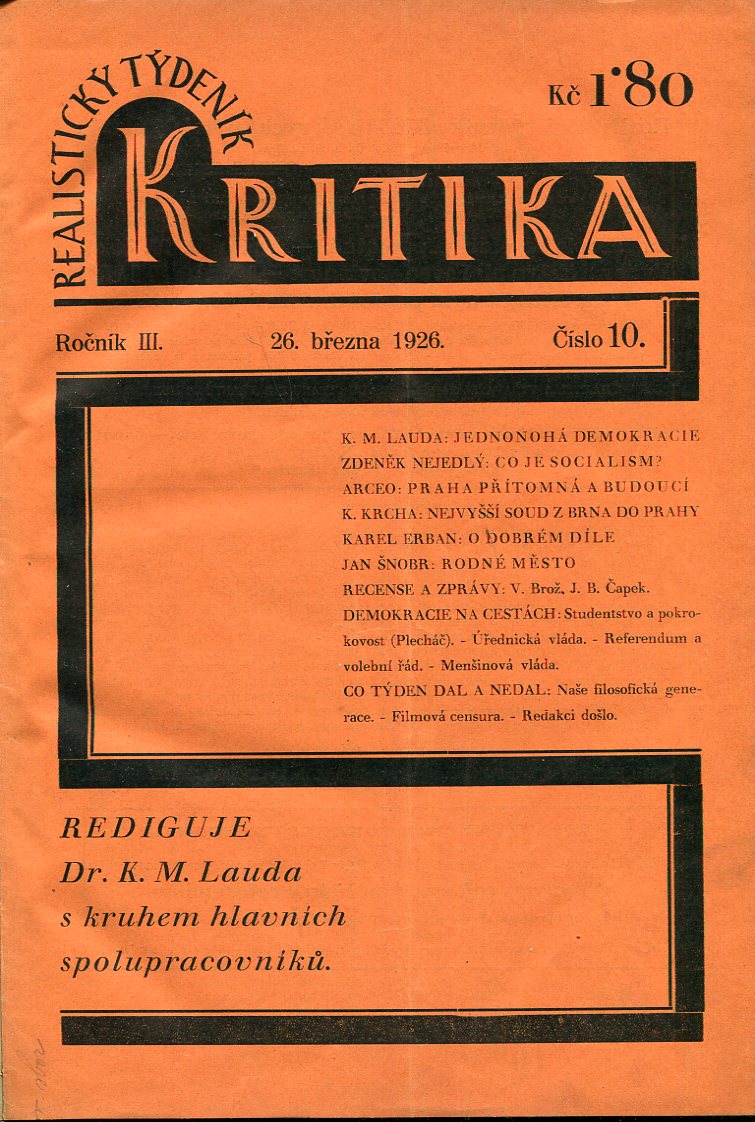 REALISTICKÝ TÝDENÍK
Kč 1·80
KRITIKA
Ročník III. 26. března 1926. Číslo 10.
K. M. LAUDA: JEDNONOHÁ DEMOKRACIE
ZDENĚK NEJEDLÝ: CO JE SOCIALISM?
ARCEO: PRAHA PŘÍTOMNÁ A BUDOUCÍ
K. KRCHA: NEJVYŠŠÍ SOUD Z BRNA DO PRAHY
KAREL ERBAN: O DOBRÉM DÍLE
JAN ŠNOBR: RODNÉ MĚSTO
RECENSE A ZPRÁVY: V. Brož, J. B. Čapek.
DEMOKRACIE NA CESTÁCH: Studentstvo a pokro-
kovost (Plecháč). - Úřednická vláda. - Referendum a
volební řád. - Menšinová vláda.
CO TÝDEN DAL A NEDAL: Naše filosofická gene-
race. - Filmová censura. - Redakci došlo.
REDIGUJE
Dr. K. M. Lauda
s kruhem hlavních
spolupracovníků.